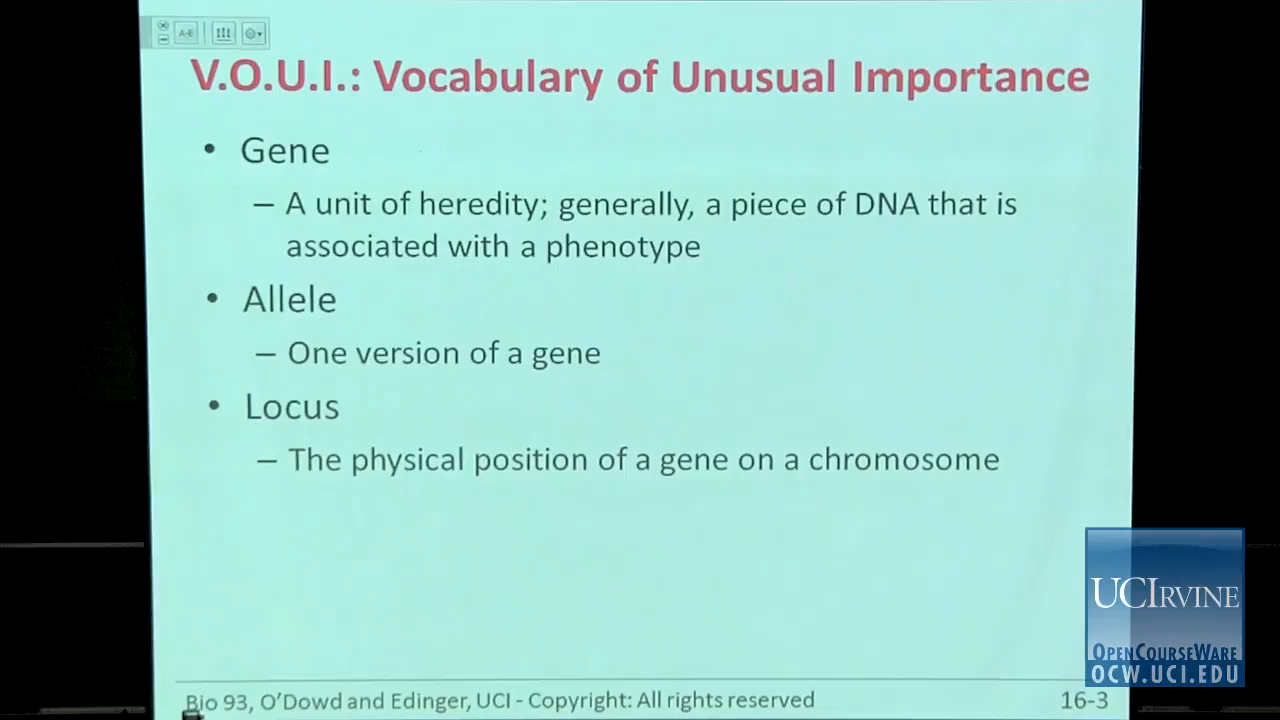 A-E
V.O.U.I.: Vocabulary of Unusual Importance
• Gene
– A unit of heredity; generally, a piece of DNA that is
associated with a phenotype
• Allele
– One version of a gene
• Locus
– The physical position of a gene on a chromosome
UCIRVINE
OPENCOURSEWARE
OCW.UCI.EDU
Bio 93, O'Dowd and Edinger, UCI - Copyright: All rights reserved
16-3